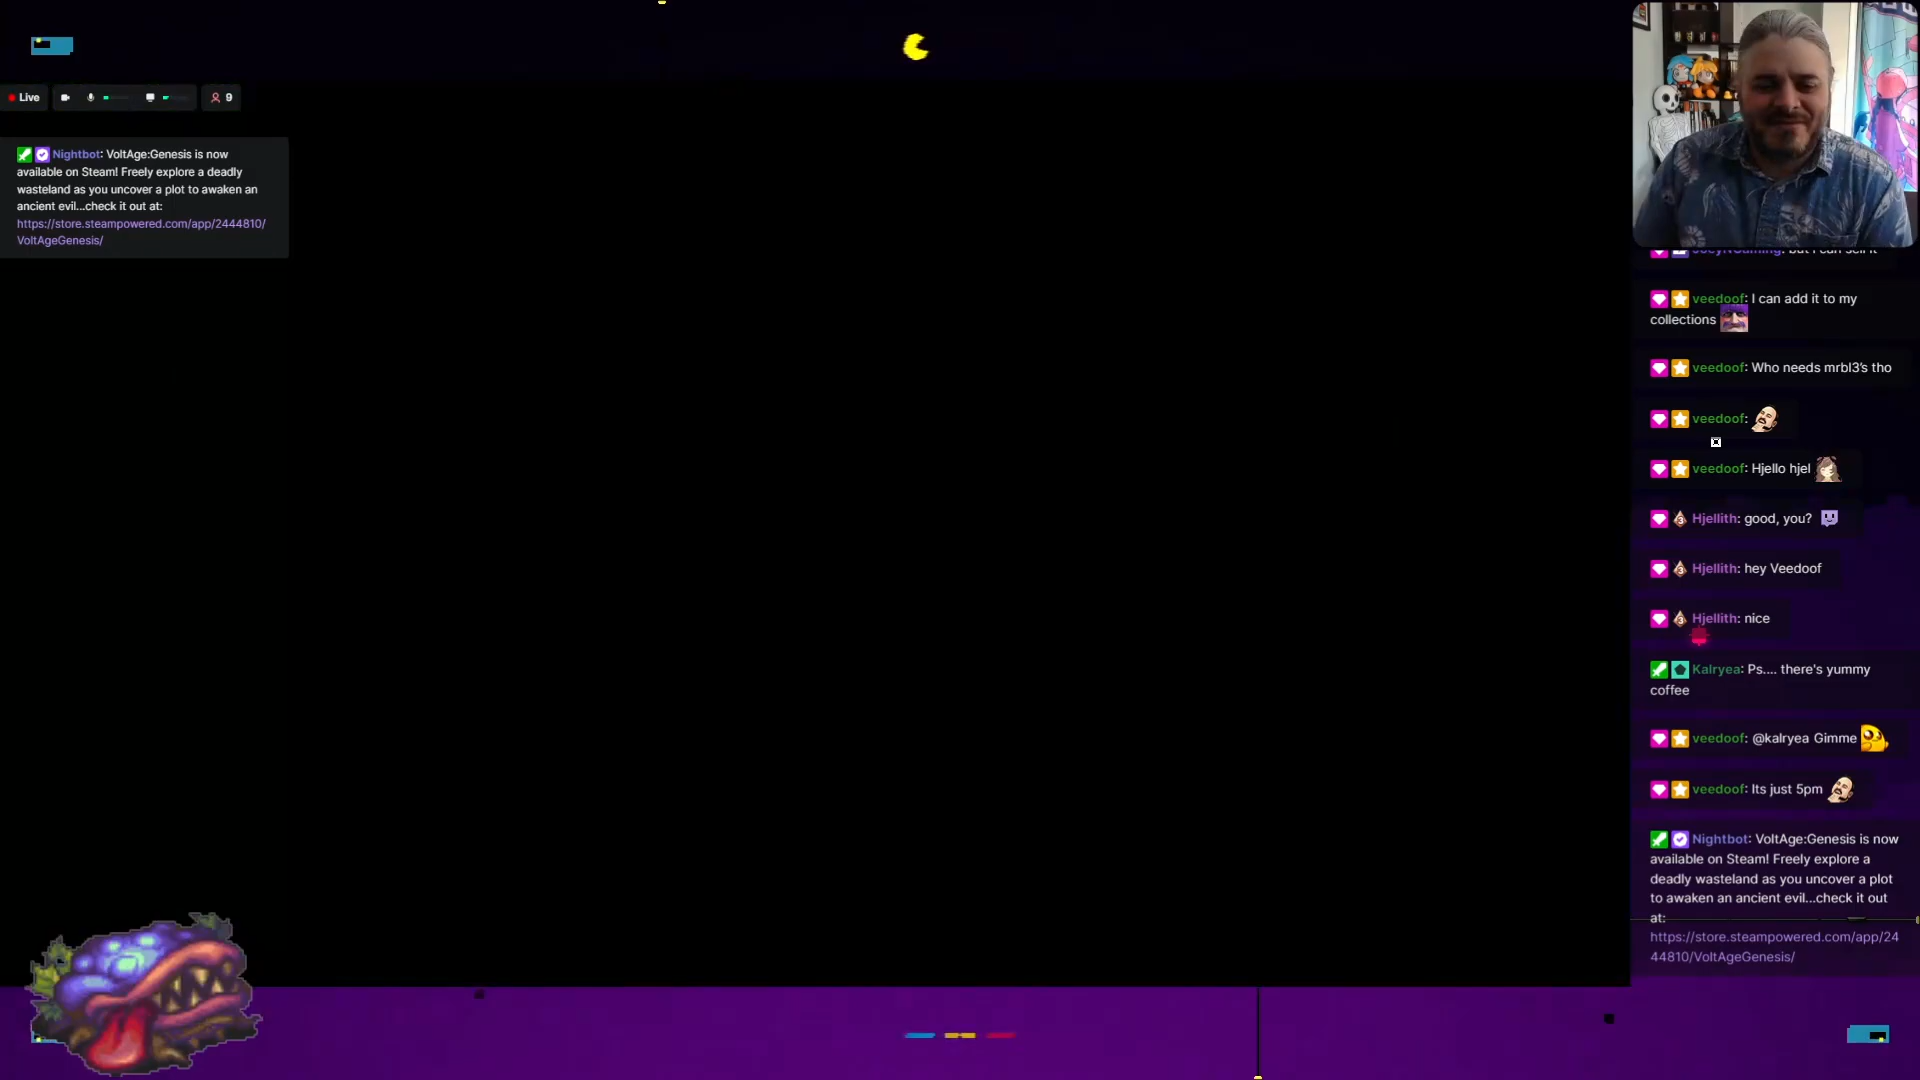 Live
9
Nightbot: VoltAge:Genesis is now
available on Steam! Freely explore a deadly
wasteland as you uncover a plot to awaken an
ancient evil...check it out at:
https://store.steampowered.com/app/2444810/
VoltAgeGenesis/
JoeyNGaming: but I can sell it
veedoof: I can add it to my
collections
veedoof: Who needs mrbl3's tho
veedoof:
veedoof: Hjello hjel
Hjellith: good, you?
Hjellith: hey Veedoof
Hjellith: nice
Kalryea: Ps.... there's yummy
coffee
veedoof: @kalryea Gimme
veedoof: Its just 5pm
Nightbot: VoltAge:Genesis is now
available on Steam! Freely explore a
deadly wasteland as you uncover a plot
to awaken an ancient evil...check it out
at:
https://store.steampowered.com/app/24
44810/VoltAgeGenesis/